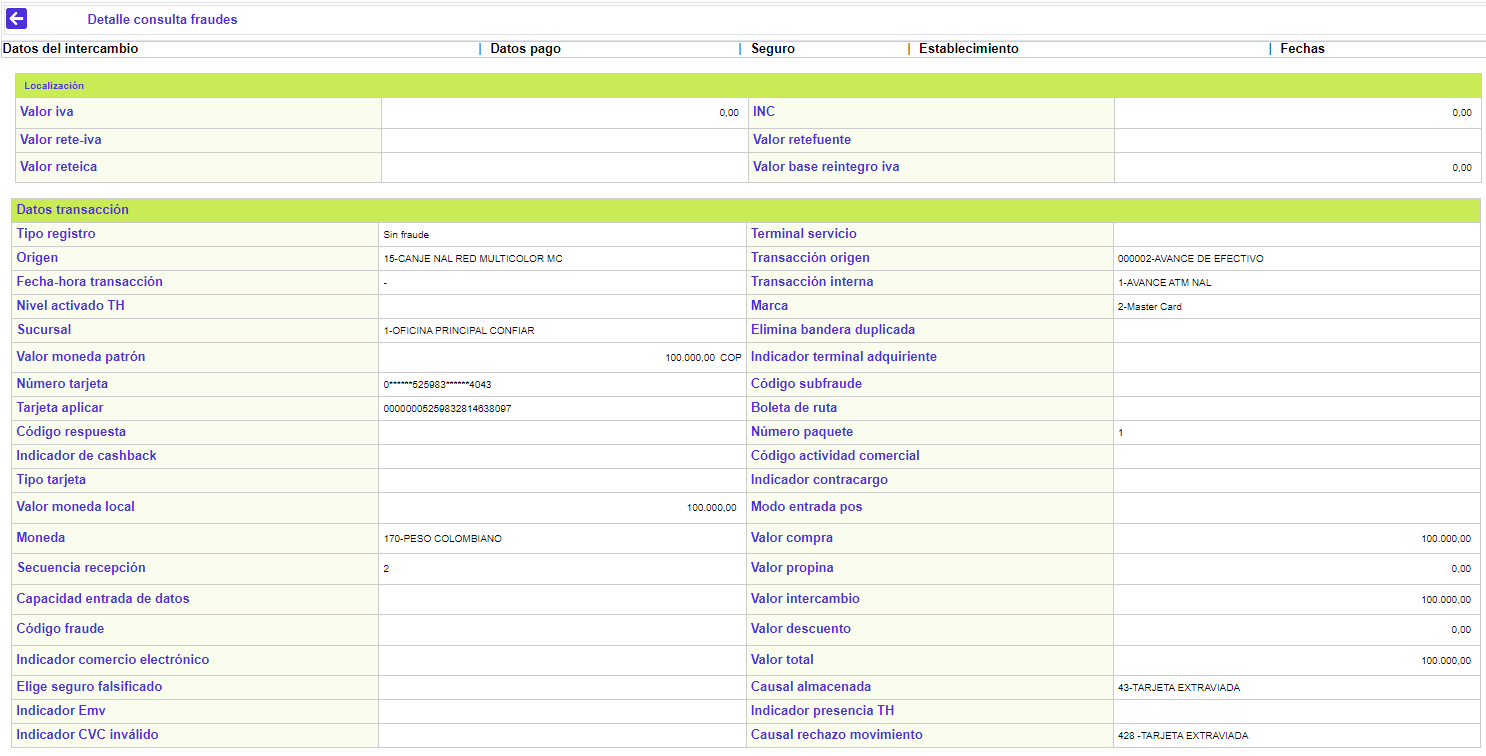 Detalle consulta fraudes
Datos del intercambio | Datos pago | Seguro | Establecimiento | Fechas
Localización
Valor iva 0,00 INC 0,00
Valor rete-iva Valor retefuente
Valor reteica Valor base reintegro iva 0,00
Datos transacción
Tipo registro Sin fraude Terminal servicio
Origen 15-CANJE NAL RED MULTICOLOR MC Transacción origen 000002-AVANCE DE EFECTIVO
Fecha-hora transacción - Transacción interna 1-AVANCE ATM NAL
Nivel activado TH Marca 2-Master Card
Sucursal 1-OFICINA PRINCIPAL CONFIAR Elimina bandera duplicada
Valor moneda patrón 100.000,00 COP Indicador terminal adquiriente
Número tarjeta 0******525983******4043 Código subfraude
Tarjeta aplicar 00000005259832814638097 Boleta de ruta
Código respuesta Número paquete 1
Indicador de cashback Código actividad comercial
Tipo tarjeta Indicador contracargo
Valor moneda local 100.000,00 Modo entrada pos
Moneda 170-PESO COLOMBIANO Valor compra 100.000,00
Secuencia recepción 2 Valor propina 0,00
Capacidad entrada de datos Valor intercambio 100.000,00
Código fraude Valor descuento 0,00
Indicador comercio electrónico Valor total 100.000,00
Elige seguro falsificado Causal almacenada 43-TARJETA EXTRAVIADA
Indicador Emv Indicador presencia TH
Indicador CVC inválido Causal rechazo movimiento 428 -TARJETA EXTRAVIADA